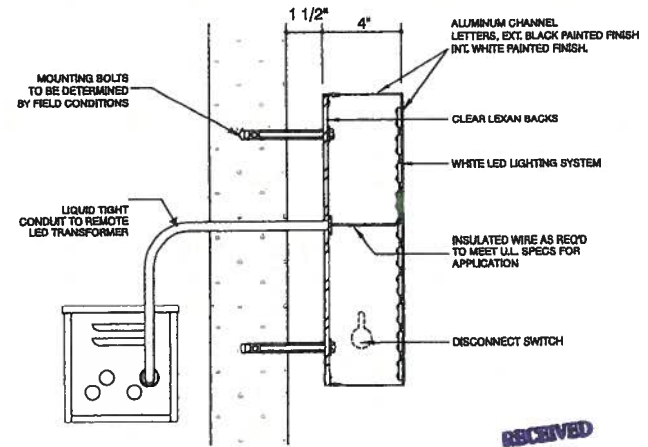 1 1/2"
4"
ALUMINUM CHANNEL
LETTERS, EXT. BLACK PAINTED FINISH
INT. WHITE PAINTED FINISH.
MOUNTING BOLTS
TO BE DETERMINED
BY FIELD CONDITIONS
CLEAR LEXAN BACKS
WHITE LED LIGHTING SYSTEM
LIQUID TIGHT
CONDUIT TO REMOTE
LED TRANSFORMER
INSULATED WIRE AS REQ'D
TO MEET U.L. SPECS FOR
APPLICATION
DISCONNECT SWITCH
RECEIVED